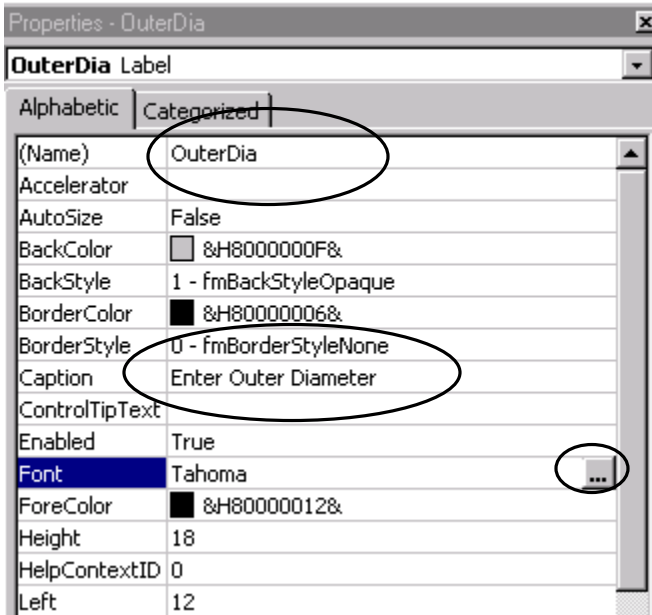 Properties - OuterDia
OuterDia Label
Alphabetic Categorized
(Name) OuterDia
Accelerator
AutoSize False
BackColor &H8000000F&
BackStyle 1 - fmBackStyleOpaque
BorderColor &H80000006&
BorderStyle 0 - fmBorderStyleNone
Caption Enter Outer Diameter
ControlTipText
Enabled True
Font Tahoma ...
ForeColor &H80000012&
Height 18
HelpContextID 0
Left 12